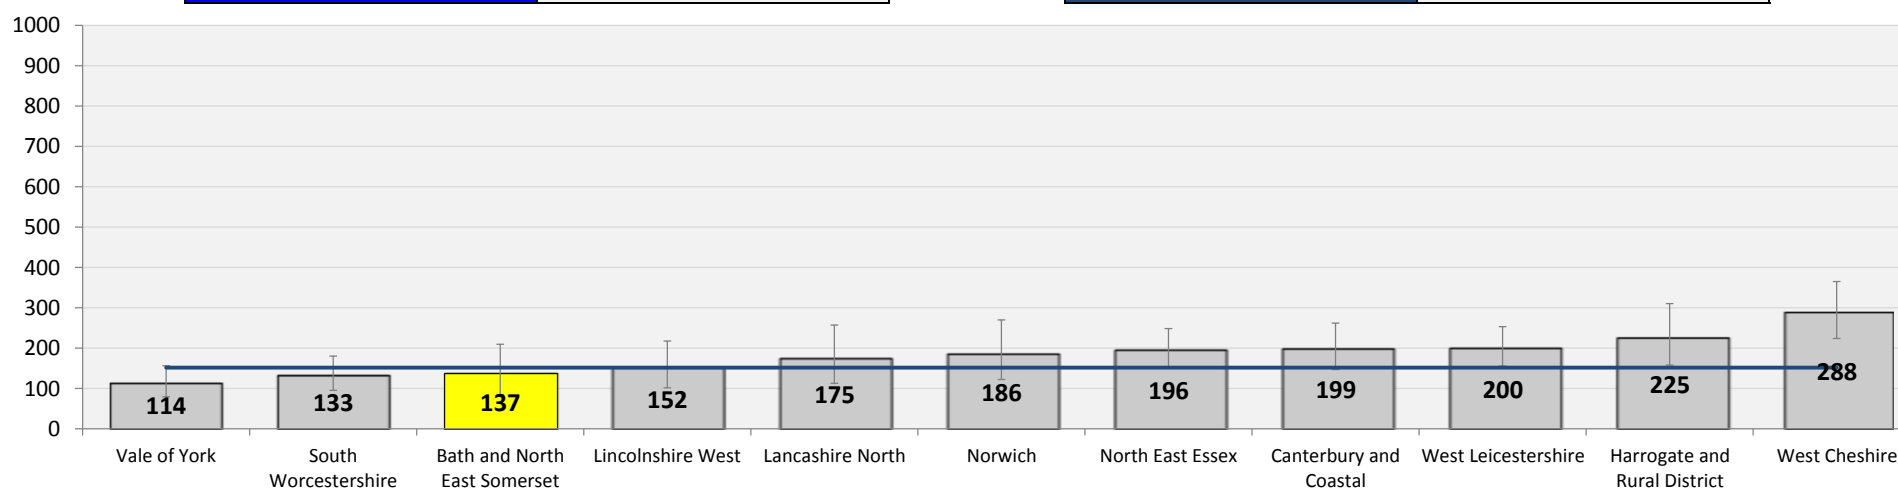 1000
900
800
700
600
500
400
300
200
100
0
114
133
137
152
175
186
196
199
200
225
288
Vale of York
South
Worcestershire
Bath and North
East Somerset
Lincolnshire West
Lancashire North
Norwich
North East Essex
Canterbury and
Coastal
West Leicestershire
Harrogate and
Rural District
West Cheshire